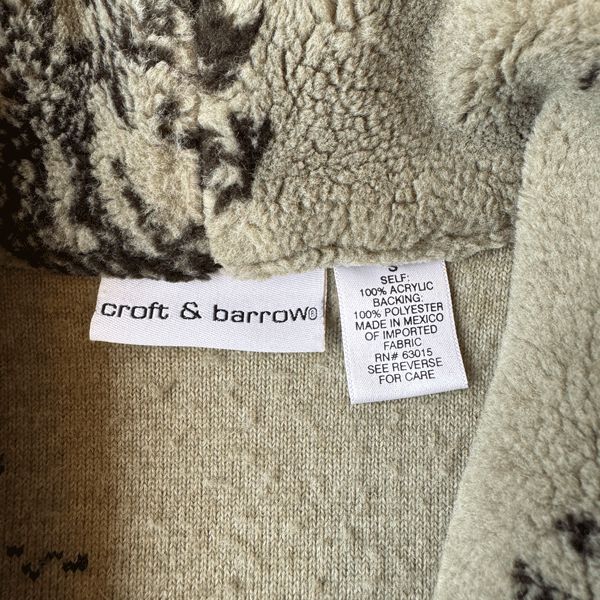 croft & barrow®
S
SELF:
100% ACRYLIC
BACKING:
100% POLYESTER
MADE IN MEXICO
OF IMPORTED
FABRIC
RN# 63015
SEE REVERSE
FOR CARE